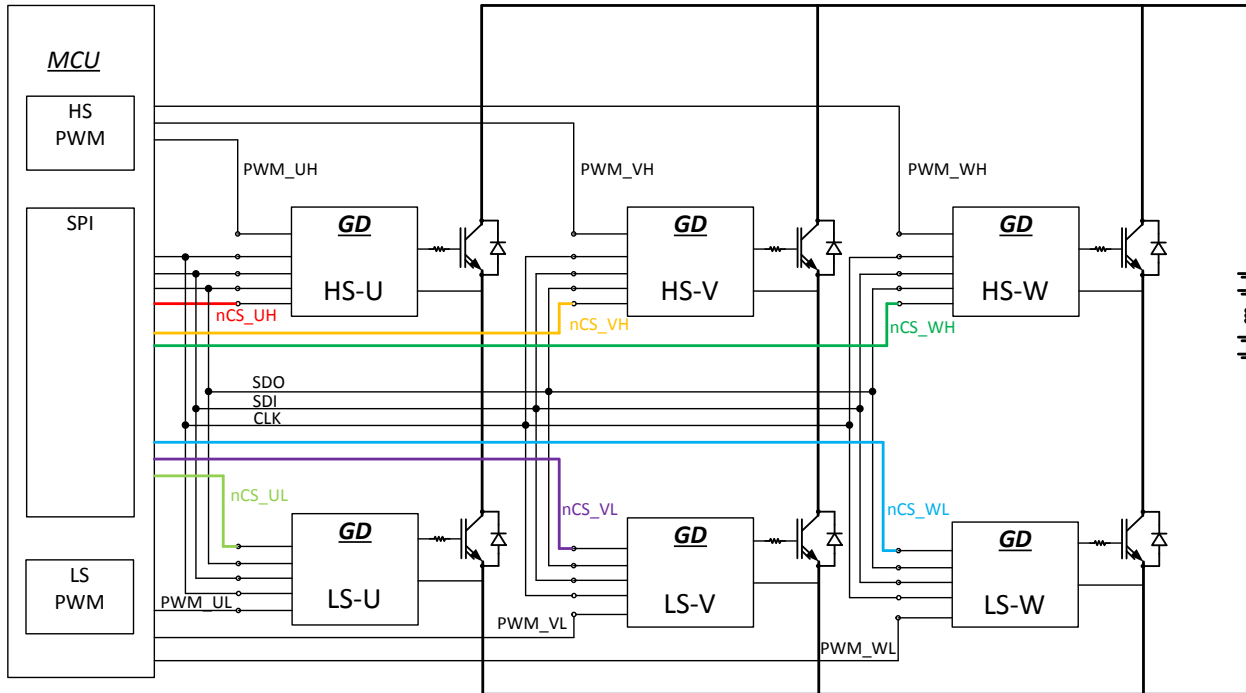 MCU
HS
PWM
PWM_UH
PWM_VH
PWM_WH
SPI
GD
HS-U
GD
HS-V
GD
HS-W
nCS_UH
nCS_VH
nCS_WH
SDO
SDI
CLK
nCS_UL
nCS_VL
nCS_WL
GD
LS-U
GD
LS-V
GD
LS-W
LS
PWM
PWM_UL
PWM_VL
PWM_WL